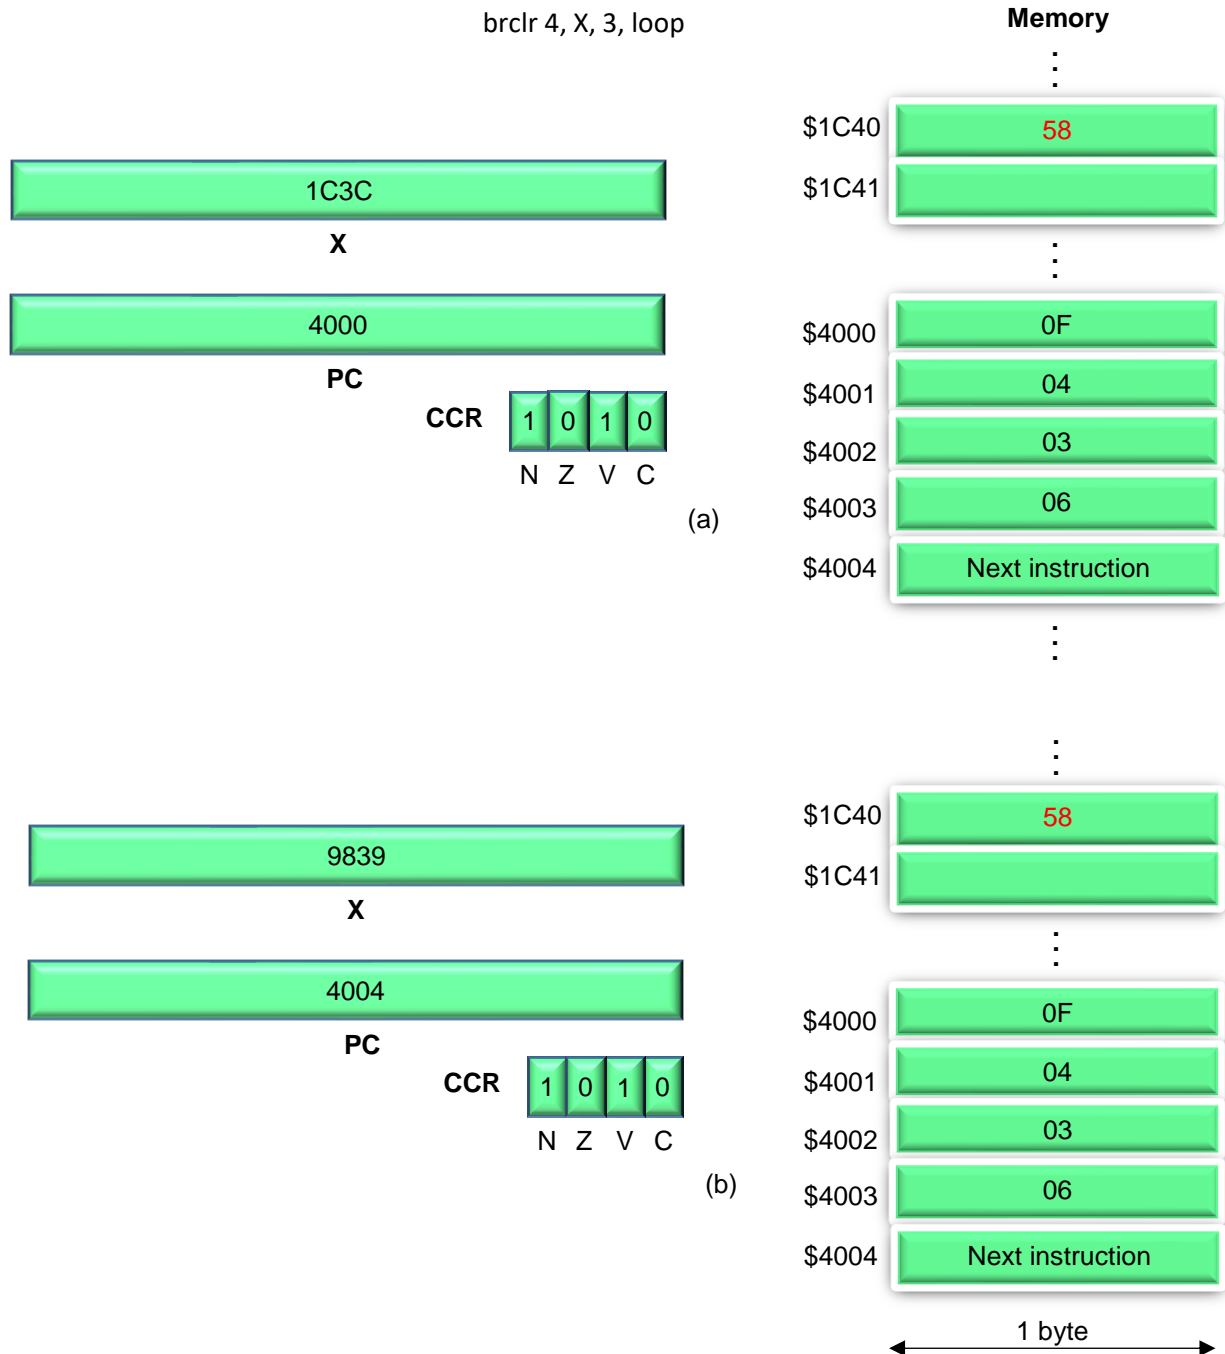 brclr 4, X, 3, loop
Memory
$1C40 58
1C3C
$1C41
X
4000
$4000 0F
PC
$4001 04
CCR 1 0 1 0
$4002 03
N Z V C
$4003 06
(a)
$4004 Next instruction
$1C40 58
9839
$1C41
X
4004
$4000 0F
PC
$4001 04
CCR 1 0 1 0
$4002 03
N Z V C
$4003 06
(b)
$4004 Next instruction
1 byte